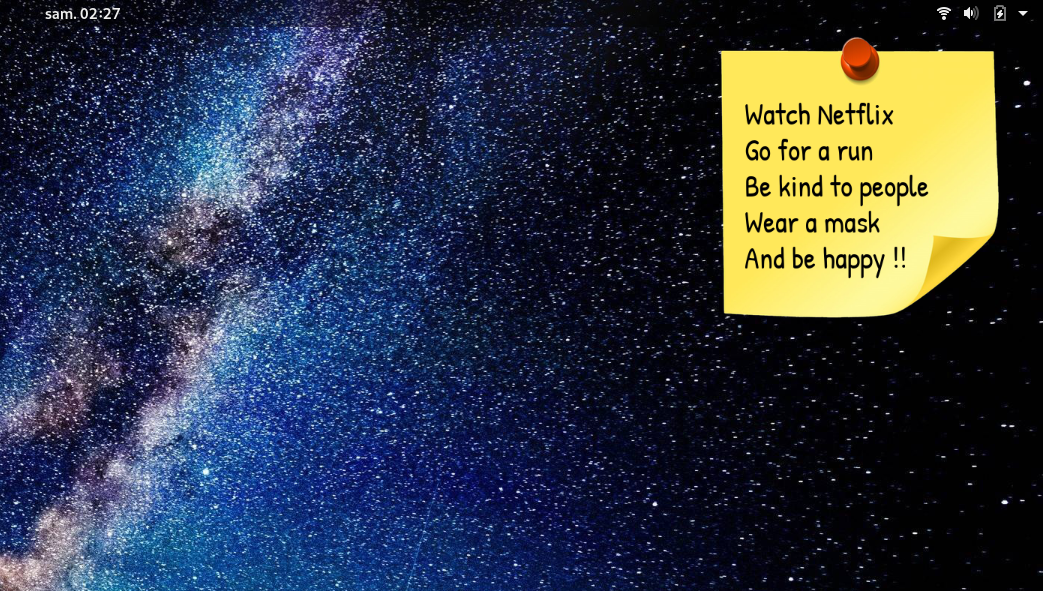 sam. 02:27
Watch Netflix
Go for a run
Be kind to people
Wear a mask
And be happy !!